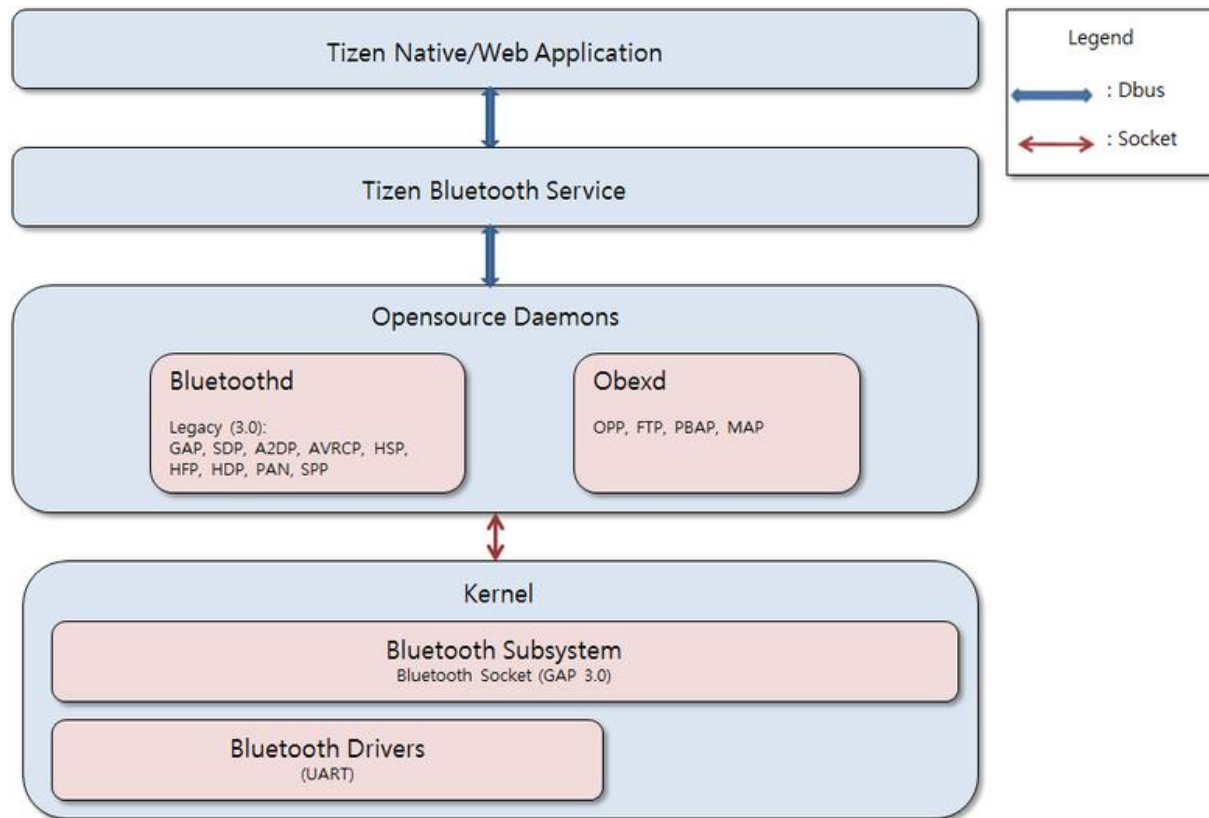 Tizen Native/Web Application
Legend
: Dbus
: Socket
Tizen Bluetooth Service
Opensource Daemons
Bluetoothd
Legacy (3.0):
GAP, SDP, A2DP, AVRCP, HSP,
HFP, HDP, PAN, SPP
Obexd
OPP, FTP, PBAP, MAP
Kernel
Bluetooth Subsystem
Bluetooth Socket (GAP 3.0)
Bluetooth Drivers
(UART)